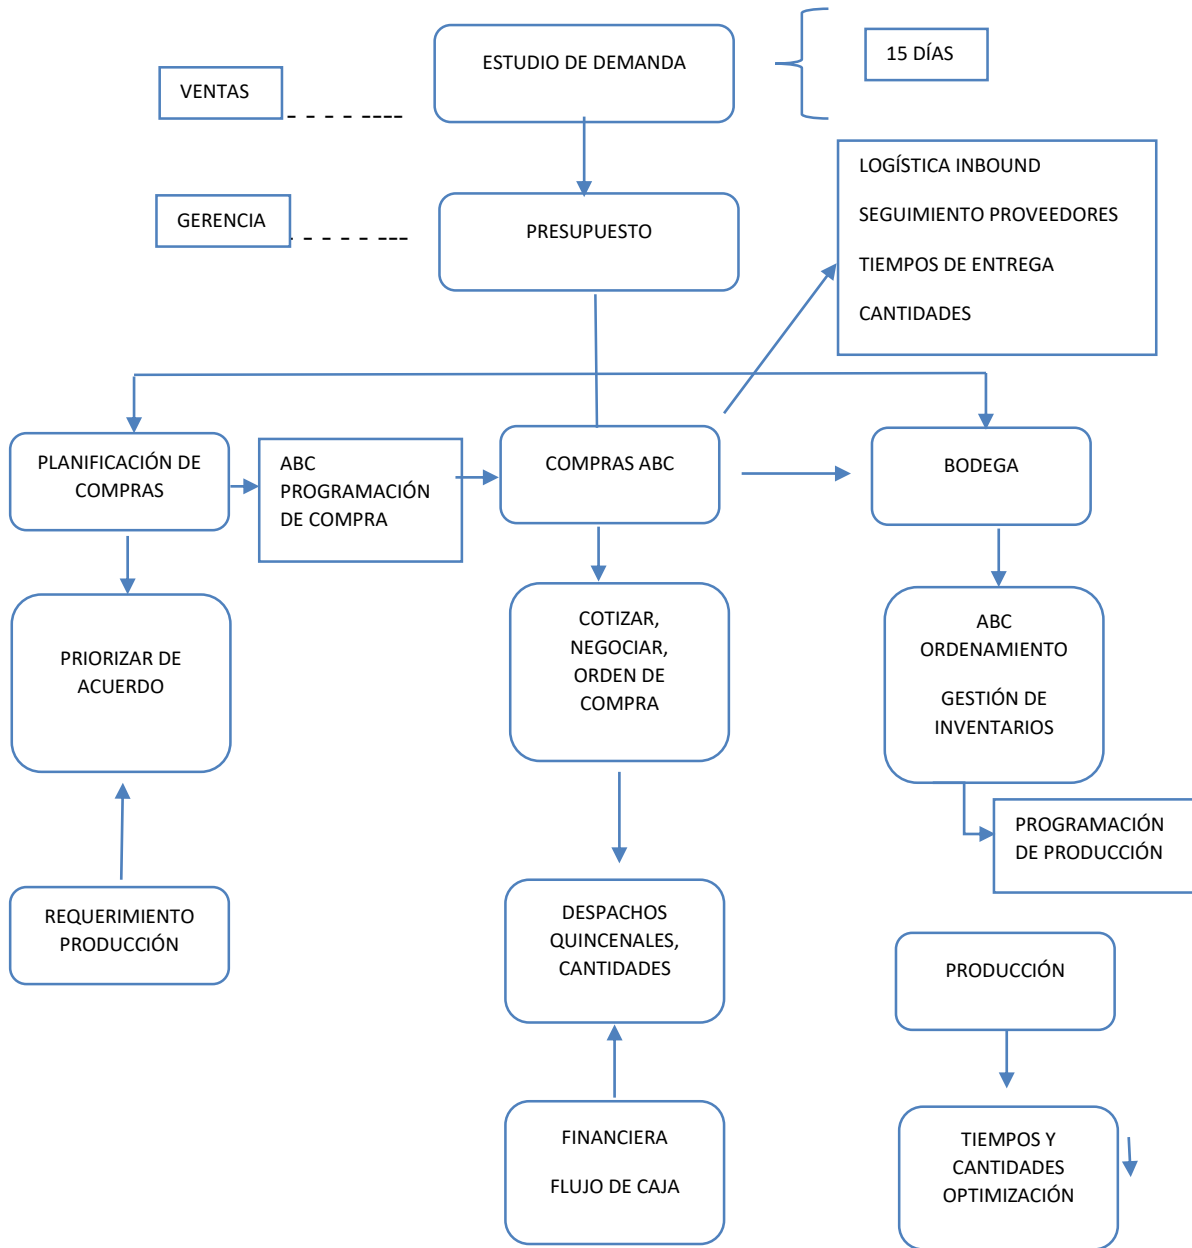 ESTUDIO DE DEMANDA
15 DÍAS
VENTAS
LOGÍSTICA INBOUND
SEGUIMIENTO PROVEEDORES
TIEMPOS DE ENTREGA
CANTIDADES
GERENCIA
PRESUPUESTO
PLANIFICACIÓN DE
COMPRAS
ABC
PROGRAMACIÓN
DE COMPRA
COMPRAS ABC
BODEGA
PRIORIZAR DE
ACUERDO
COTIZAR,
NEGOCIAR,
ORDEN DE
COMPRA
ABC
ORDENAMIENTO
GESTIÓN DE
INVENTARIOS
PROGRAMACIÓN
DE PRODUCCIÓN
REQUERIMIENTO
PRODUCCIÓN
DESPACHOS
QUINCENALES,
CANTIDADES
PRODUCCIÓN
FINANCIERA
FLUJO DE CAJA
TIEMPOS Y
CANTIDADES
OPTIMIZACIÓN